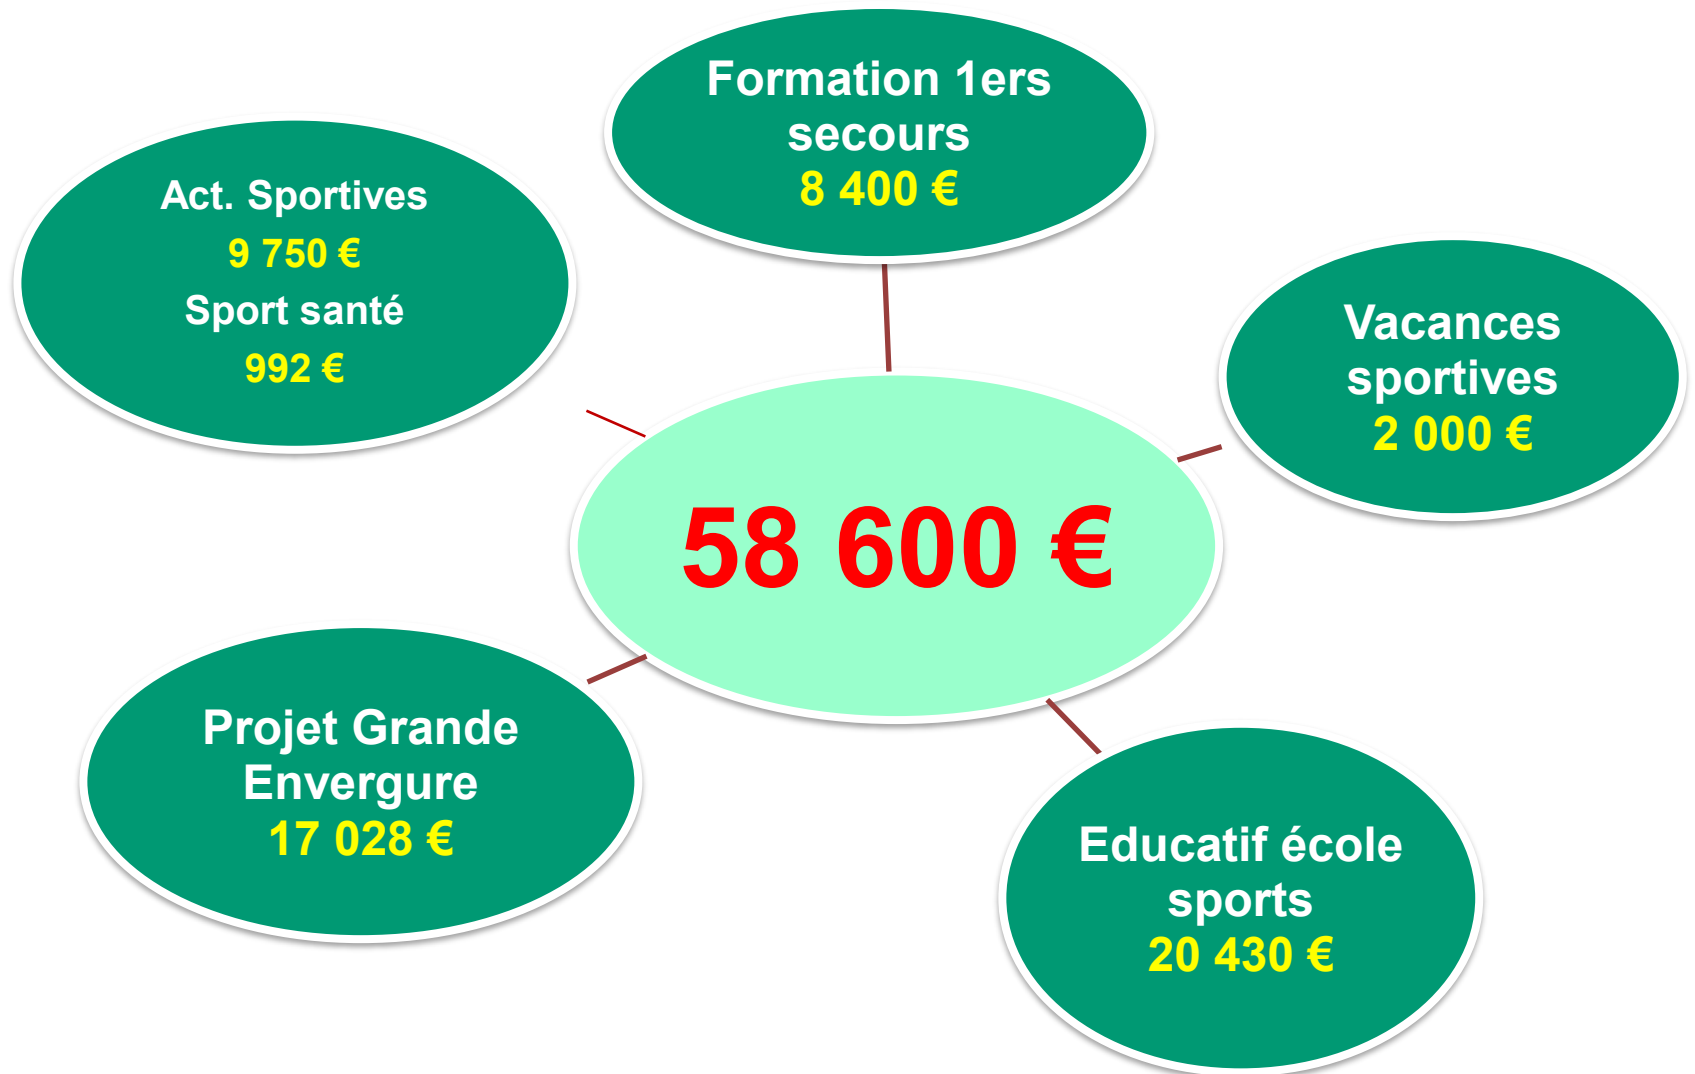 Formation 1ers
secours
8 400 €
Act. Sportives
9 750 €
Sport santé
992 €
Vacances
sportives
2 000 €
58 600 €
Projet Grande
Envergure
17 028 €
Educatif école
sports
20 430 €